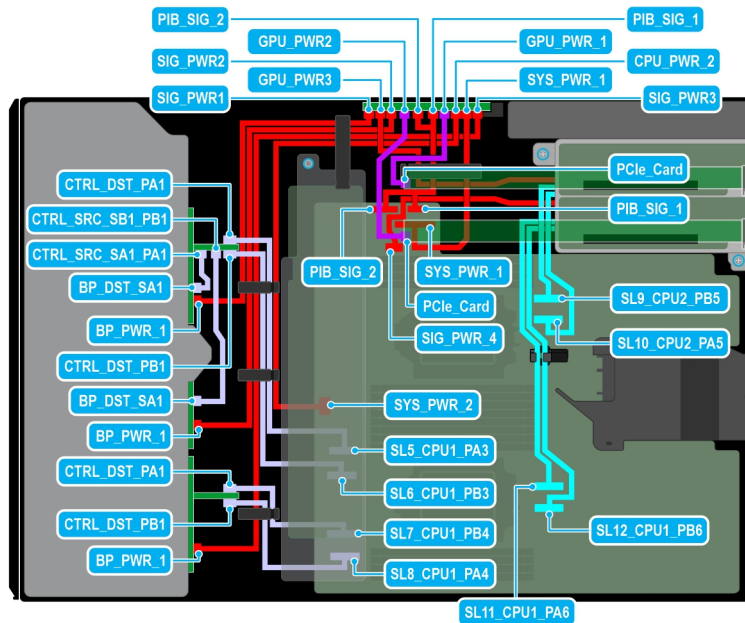 PIB_SIG_2
PIB_SIG_1
GPU_PWR2
GPU_PWR_1
SIG_PWR2
CPU_PWR_2
GPU_PWR3
SYS_PWR_1
SIG_PWR1
SIG_PWR3
PCIe_Card
CTRL_DST_PA1
CTRL_SRC_SB1_PB1
PIB_SIG_1
CTRL_SRC_SA1_PA1
PIB_SIG_2
SYS_PWR_1
BP_DST_SA1
PCIe_Card
SL9_CPU2_PB5
BP_PWR_1
SIG_PWR_4
SL10_CPU2_PA5
CTRL_DST_PB1
BP_DST_SA1
SYS_PWR_2
BP_PWR_1
SL5_CPU1_PA3
CTRL_DST_PA1
SL6_CPU1_PB3
CTRL_DST_PB1
SL7_CPU1_PB4
SL12_CPU1_PB6
BP_PWR_1
SL8_CPU1_PA4
SL11_CPU1_PA6